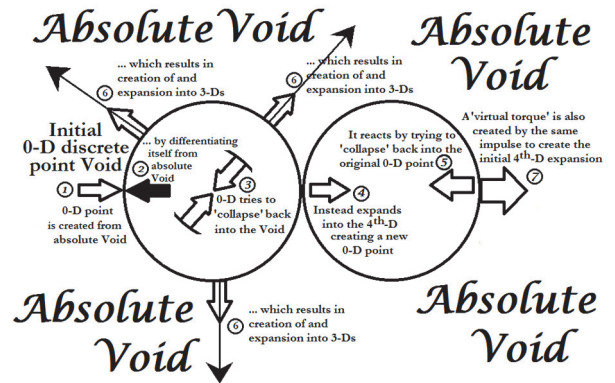 Absolute Void
Absolute
Void
⑥
... which results in
creation of and
expansion into 3-Ds
⑥
... which results in
creation of and
expansion into 3-Ds
Initial
0-D discrete
point Void
①
0-D point
is created from
absolute Void
... by differentiating
itself from
absolute
Void
②
③
0-D tries to
'collapse' back
into the Void
④
Instead expands
into the 4th-D
creating a new
0-D point
It reacts by trying to
'collapse' back into the
original 0-D point ⑤
A 'virtual torque' is also
created by the same
impulse to create the
initial 4th-D expansion
⑦
⑥
... which results in
creation of and
expansion into 3-Ds
Absolute
Void
Absolute
Void